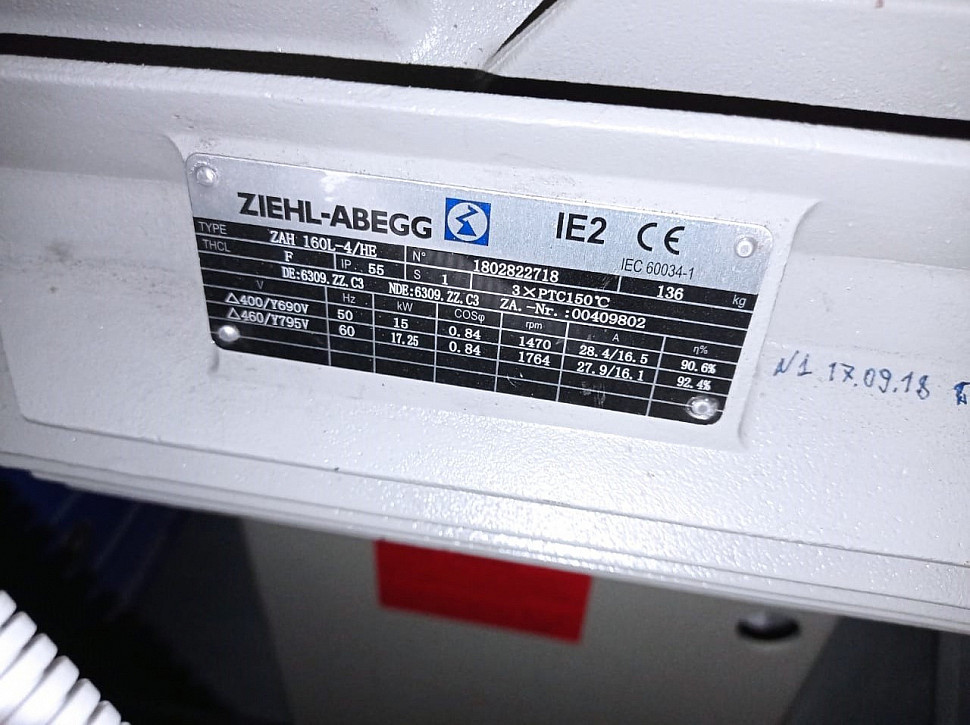 ZIEHL-ABEGG IE2 CE
IEC 60034-1
TYPE ZAH 160L-4/HE N° 1802822718 136 kg
THCL F IP 55 S 1 3×PTC150℃
DE:6309.ZZ.C3 NDE:6309.ZZ.C3 ZA.-Nr.:00409802
V Hz kW COSφ rpm A η%
△400/Y690V 50 15 0.84 1470 28.4/16.5 90.6%
△460/Y795V 60 17.25 0.84 1764 27.9/16.1 92.4%
N1 17.09.18